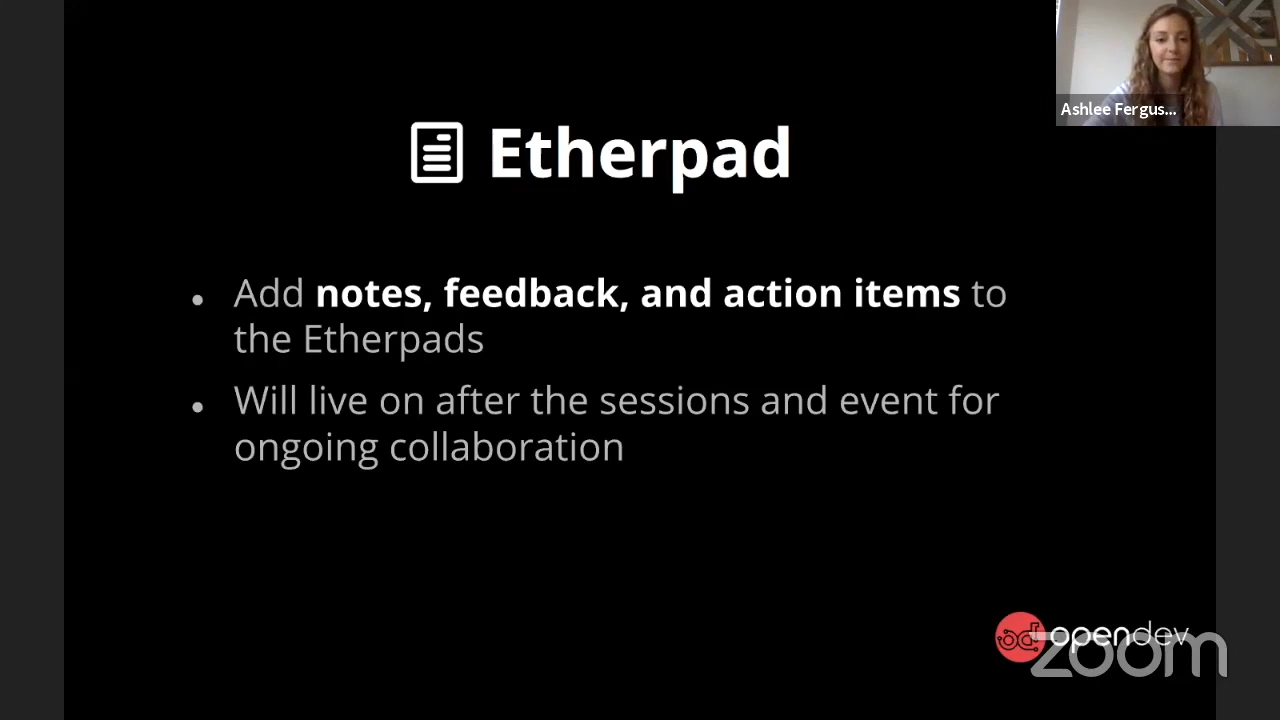 Ashlee Fergus...
Etherpad
• Add notes, feedback, and action items to
the Etherpads
• Will live on after the sessions and event for
ongoing collaboration
opendev
zoom